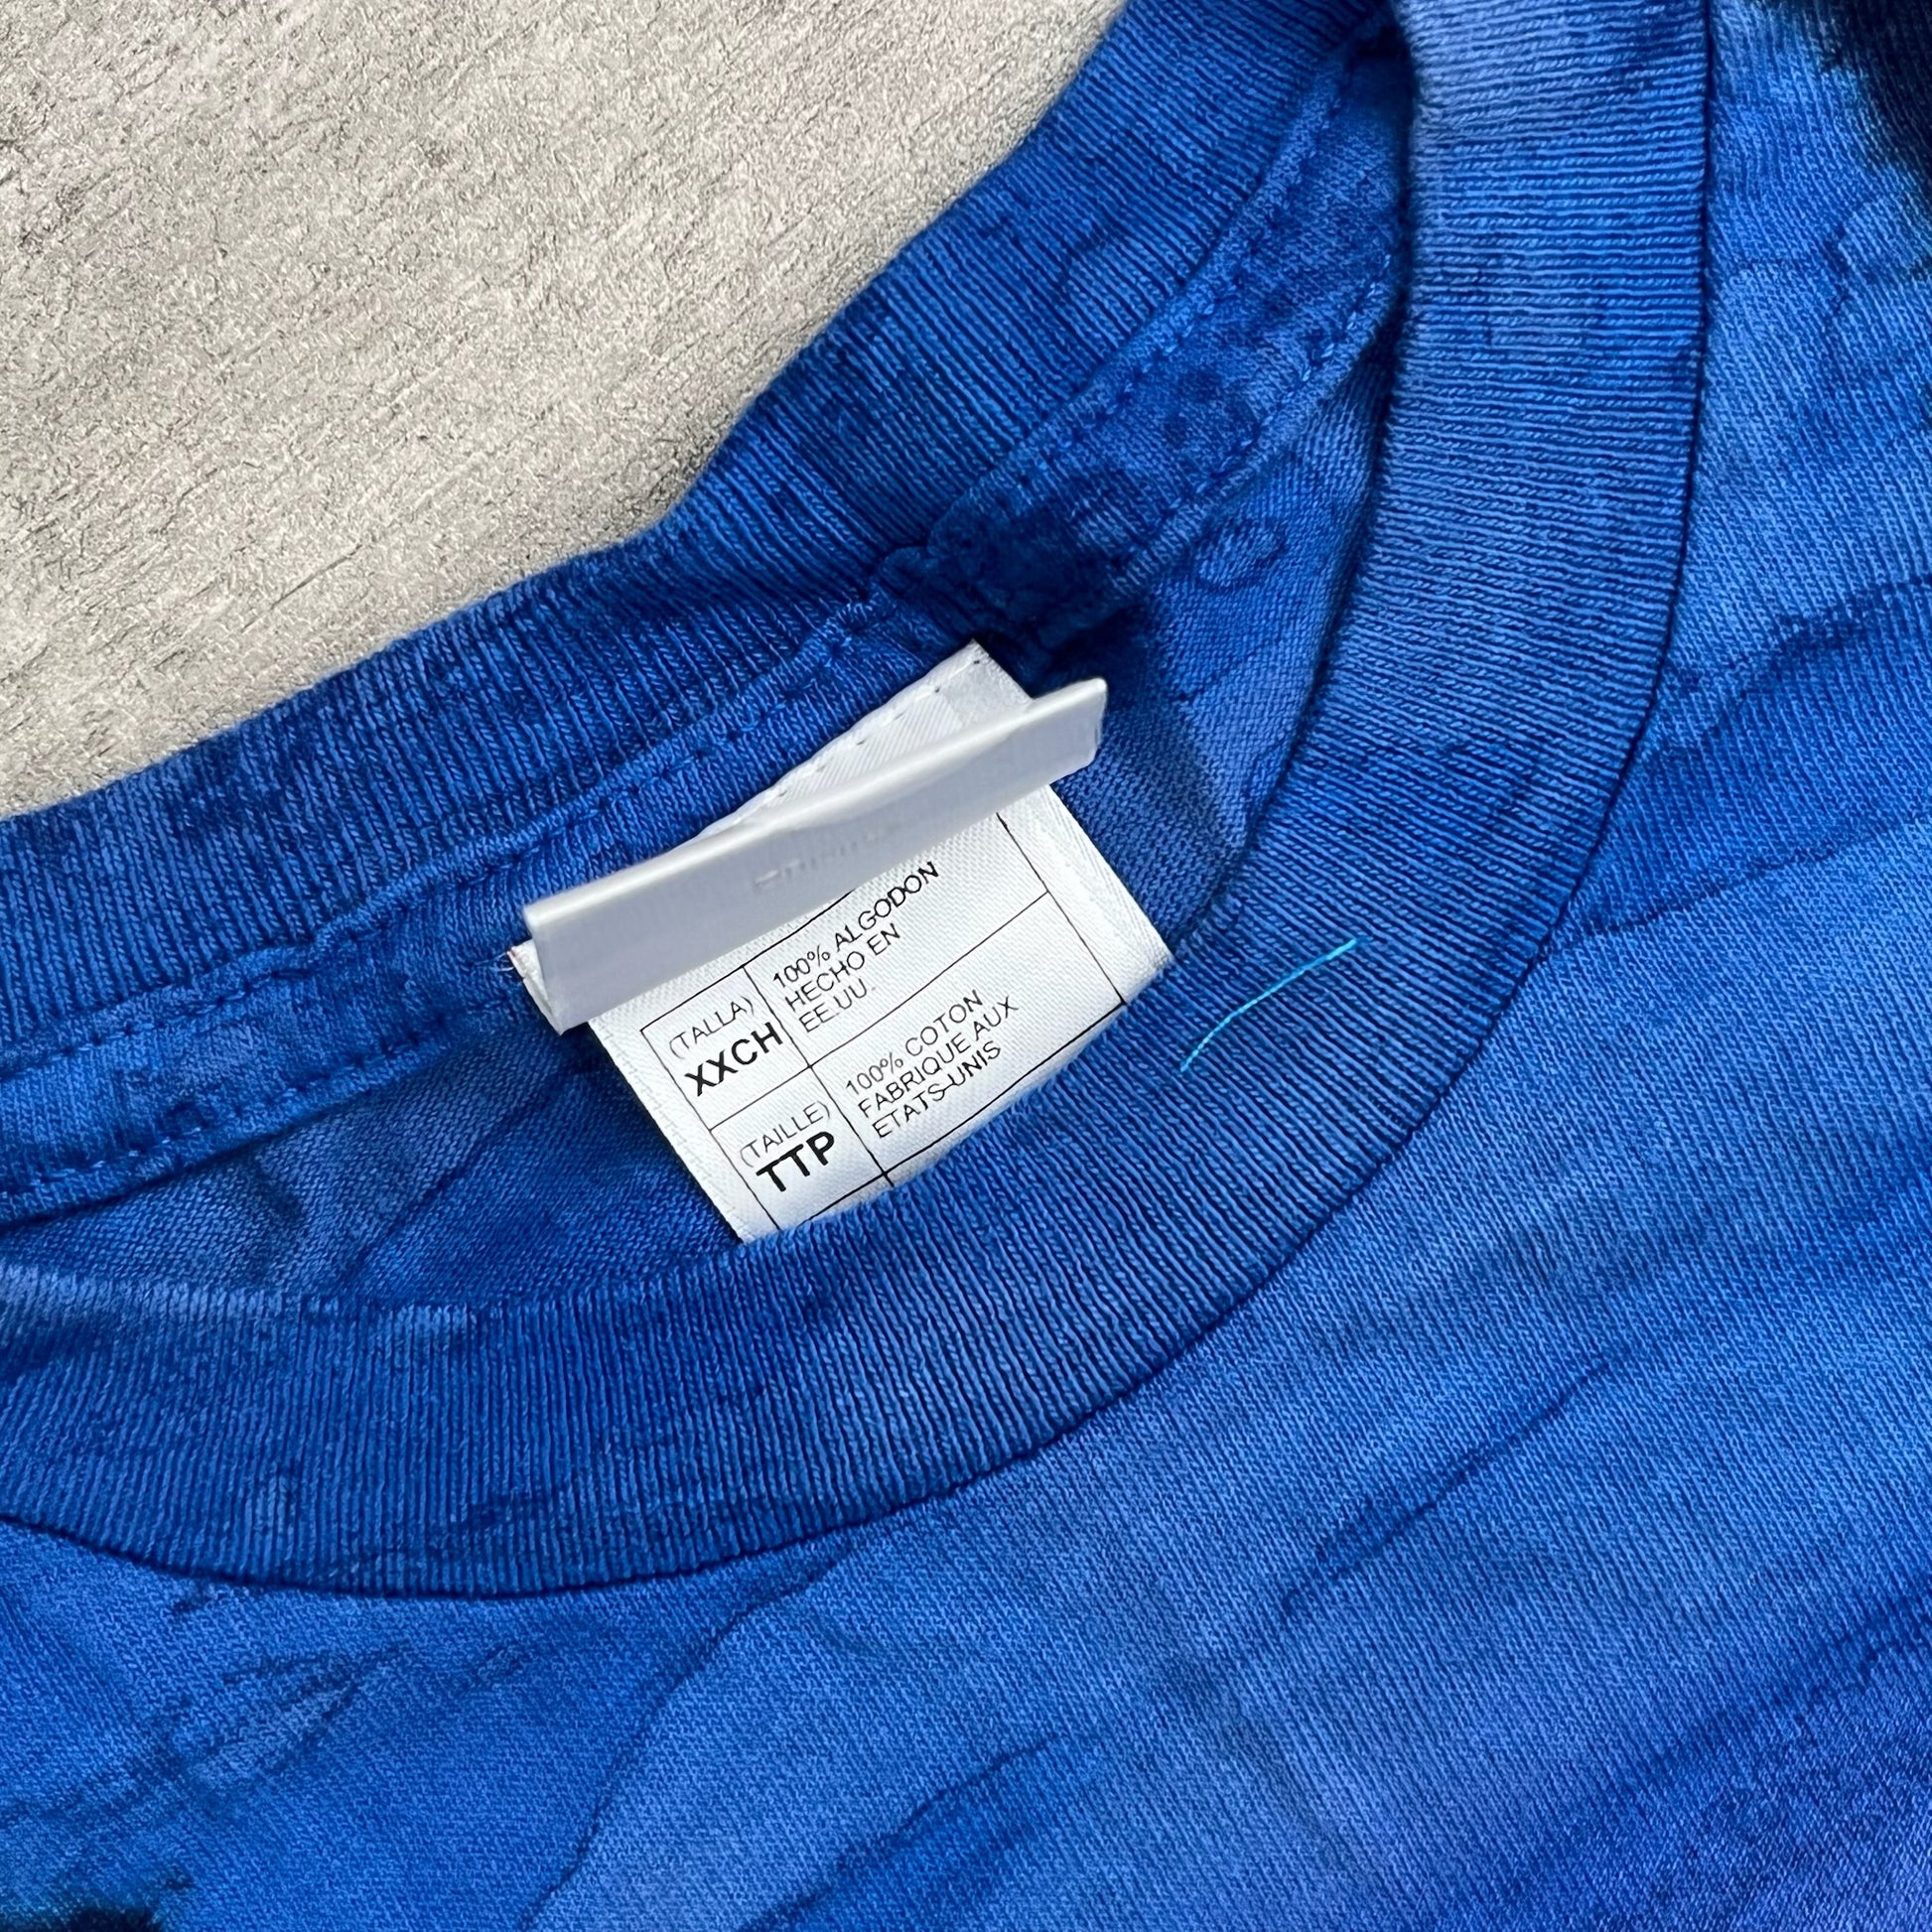 (TALLA)
XXCH
100% ALGODON
HECHO EN
EE.UU.
(TAILLE)
TTP
100% COTON
FABRIQUE AUX
ETATS-UNIS